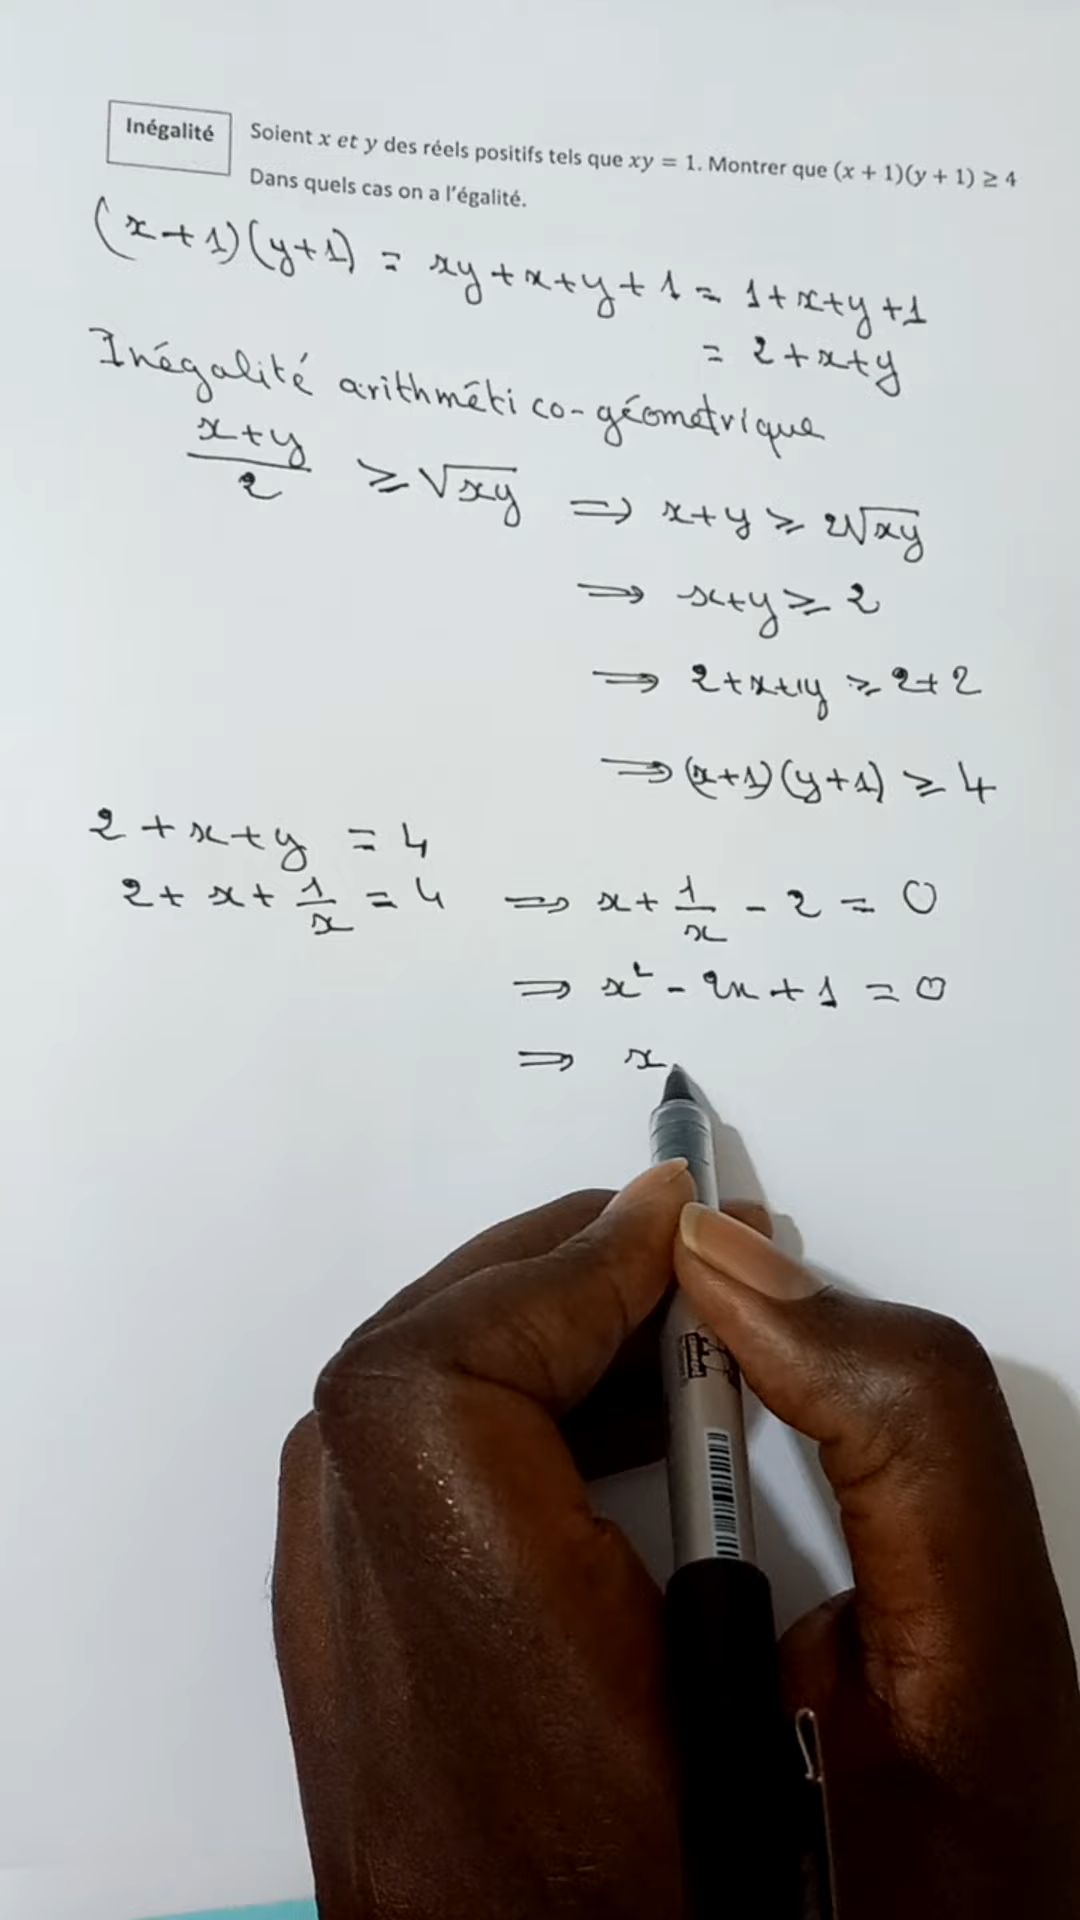 Inégalité
Soient x et y des réels positifs tels que xy = 1. Montrer que (x + 1)(y + 1) ≥ 4
Dans quels cas on a l'égalité.
(x+1)(y+1) = xy+x+y+1 = 1+x+y+1
= 2+x+y
Inégalité arithmético-géométrique
x+y/2 ≥ √xy ⟹ x+y ≥ 2√xy
⟹ x+y ≥ 2
⟹ 2+x+y ≥ 2+2
⟹ (x+1)(y+1) ≥ 4
2+x+y = 4
2+x+1/x = 4 ⟹ x+1/x-2 = 0
⟹ x²-2x+1 = 0
⟹ x